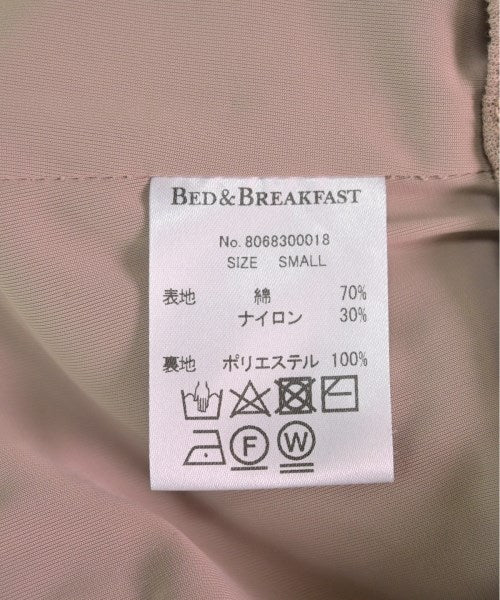 BED&BREAKFAST
No. 8068300018
SIZE SMALL
表地 綿 70%
ナイロン 30%
裏地 ポリエステル 100%
F W